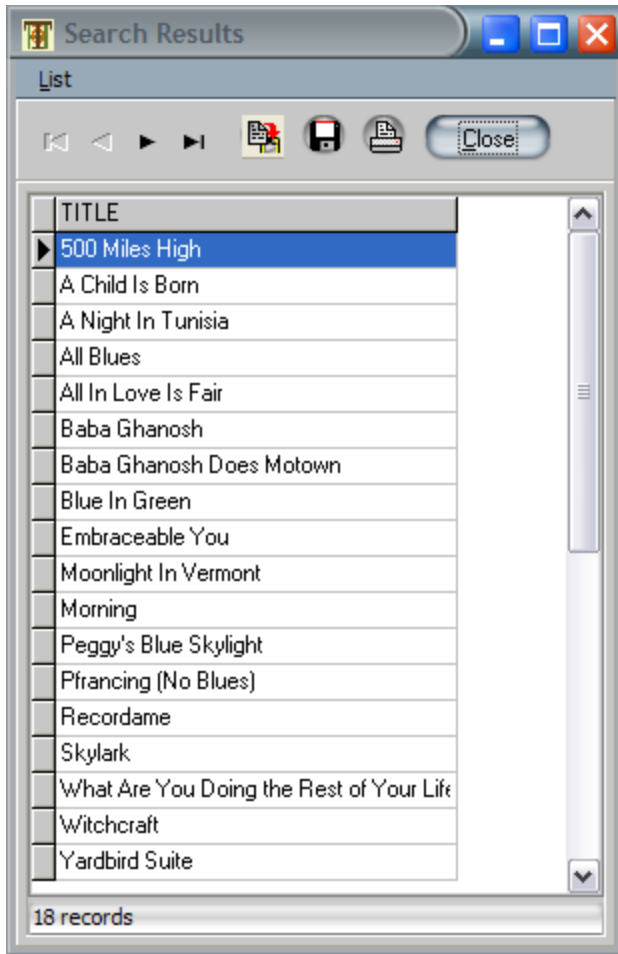 Search Results
List
Close
TITLE
500 Miles High
A Child Is Born
A Night In Tunisia
All Blues
All In Love Is Fair
Baba Ghanosh
Baba Ghanosh Does Motown
Blue In Green
Embraceable You
Moonlight In Vermont
Morning
Peggy's Blue Skylight
Pfrancing (No Blues)
Recordame
Skylark
What Are You Doing the Rest of Your Life
Witchcraft
Yardbird Suite
18 records